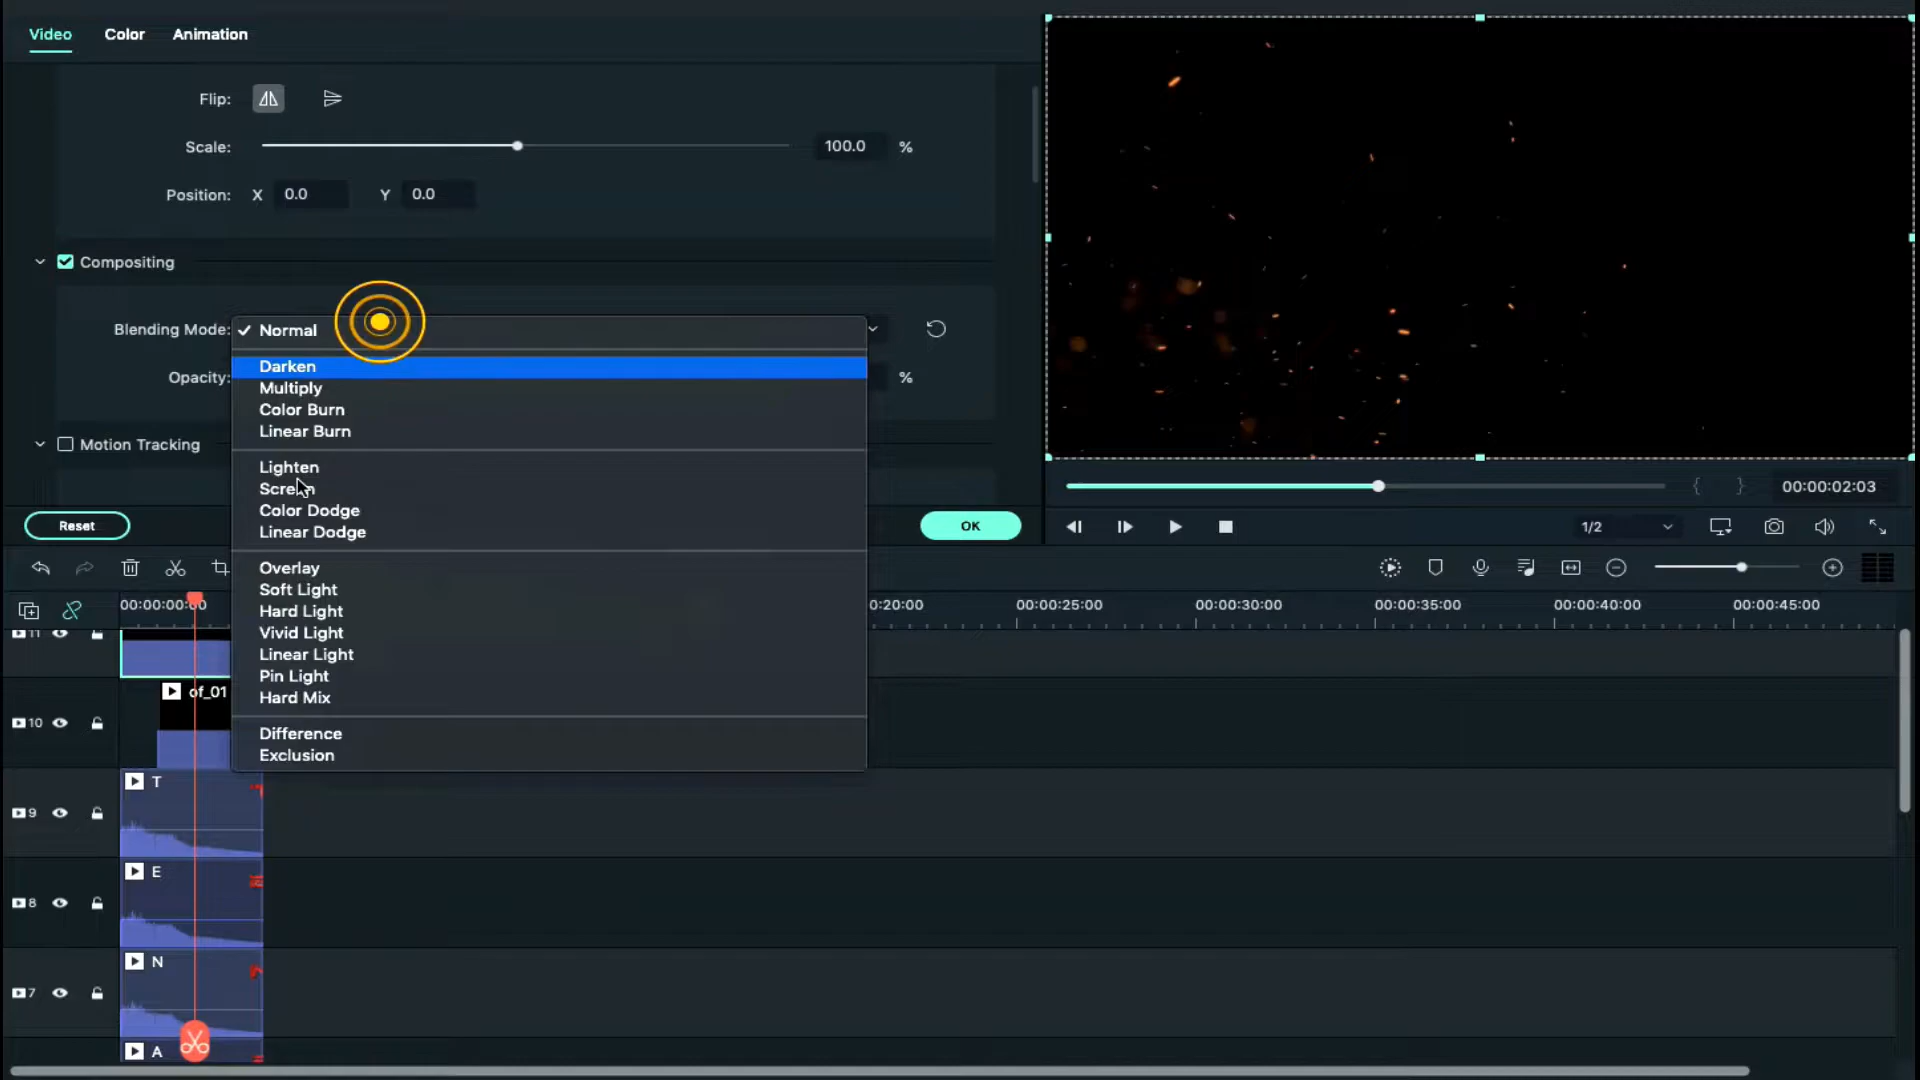 Video Color Animation
Flip:
Scale: 100.0 %
Position: X 0.0 Y 0.0
Compositing
Blending Mode: Normal
Darken
Opacity: %
Multiply
Color Burn
Linear Burn
Motion Tracking
Lighten
Screen
Color Dodge
Linear Dodge
Overlay
Soft Light
Hard Light
Vivid Light
Linear Light
Pin Light
Hard Mix
Difference
Exclusion
Reset
OK
00:00:02:03
1/2
00:00:00:00 0:20:00 00:00:25:00 00:00:30:00 00:00:35:00 00:00:40:00 00:00:45:00
11
10 of_01
9 T
8 E
7 N
A